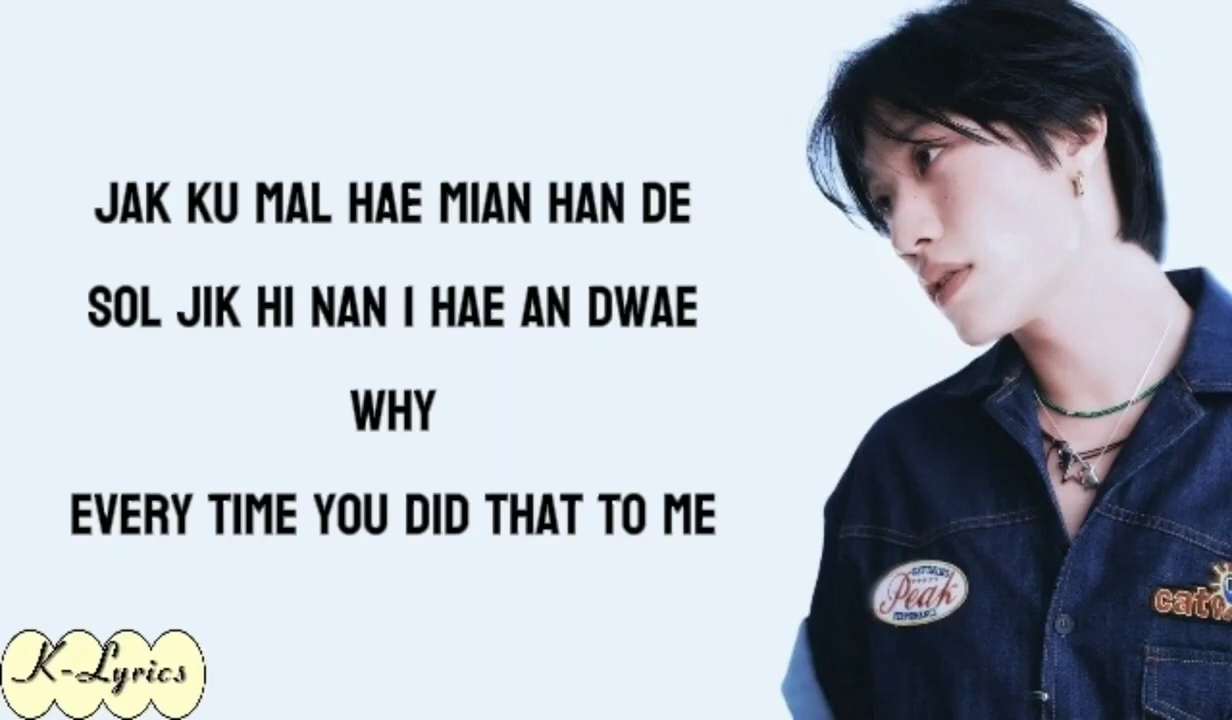 JAK KU MAL HAE MIAN HAN DE
SOL JIK HI NAN I HAE AN DWAE
WHY
EVERY TIME YOU DID THAT TO ME
Peak
K-Lyrics